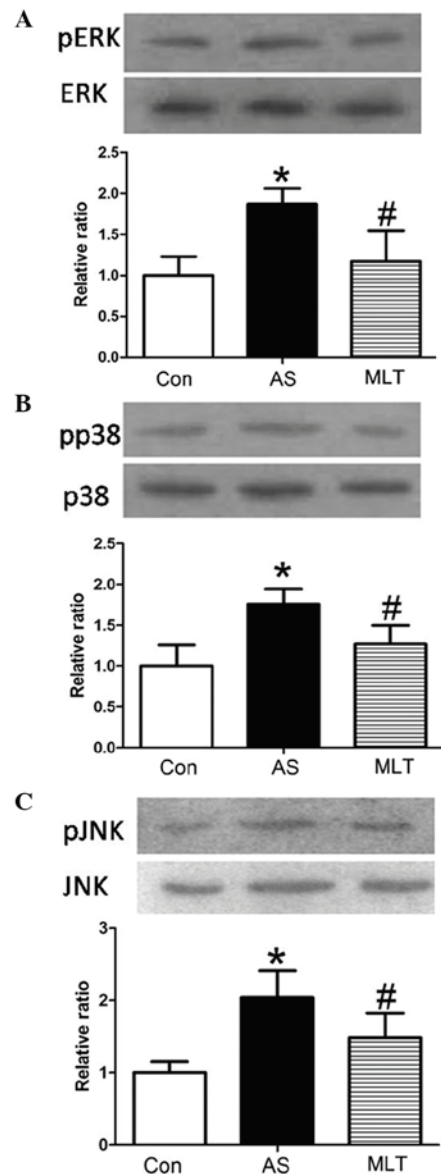 A
pERK
ERK
Relative ratio
2.5
2.0
1.5
1.0
0.5
0.0
*
#
Con AS MLT
B
pp38
p38
Relative ratio
2.5
2.0
1.5
1.0
0.5
0.0
*
#
Con AS MLT
C
pJNK
JNK
Relative ratio
3
2
1
0
*
#
Con AS MLT